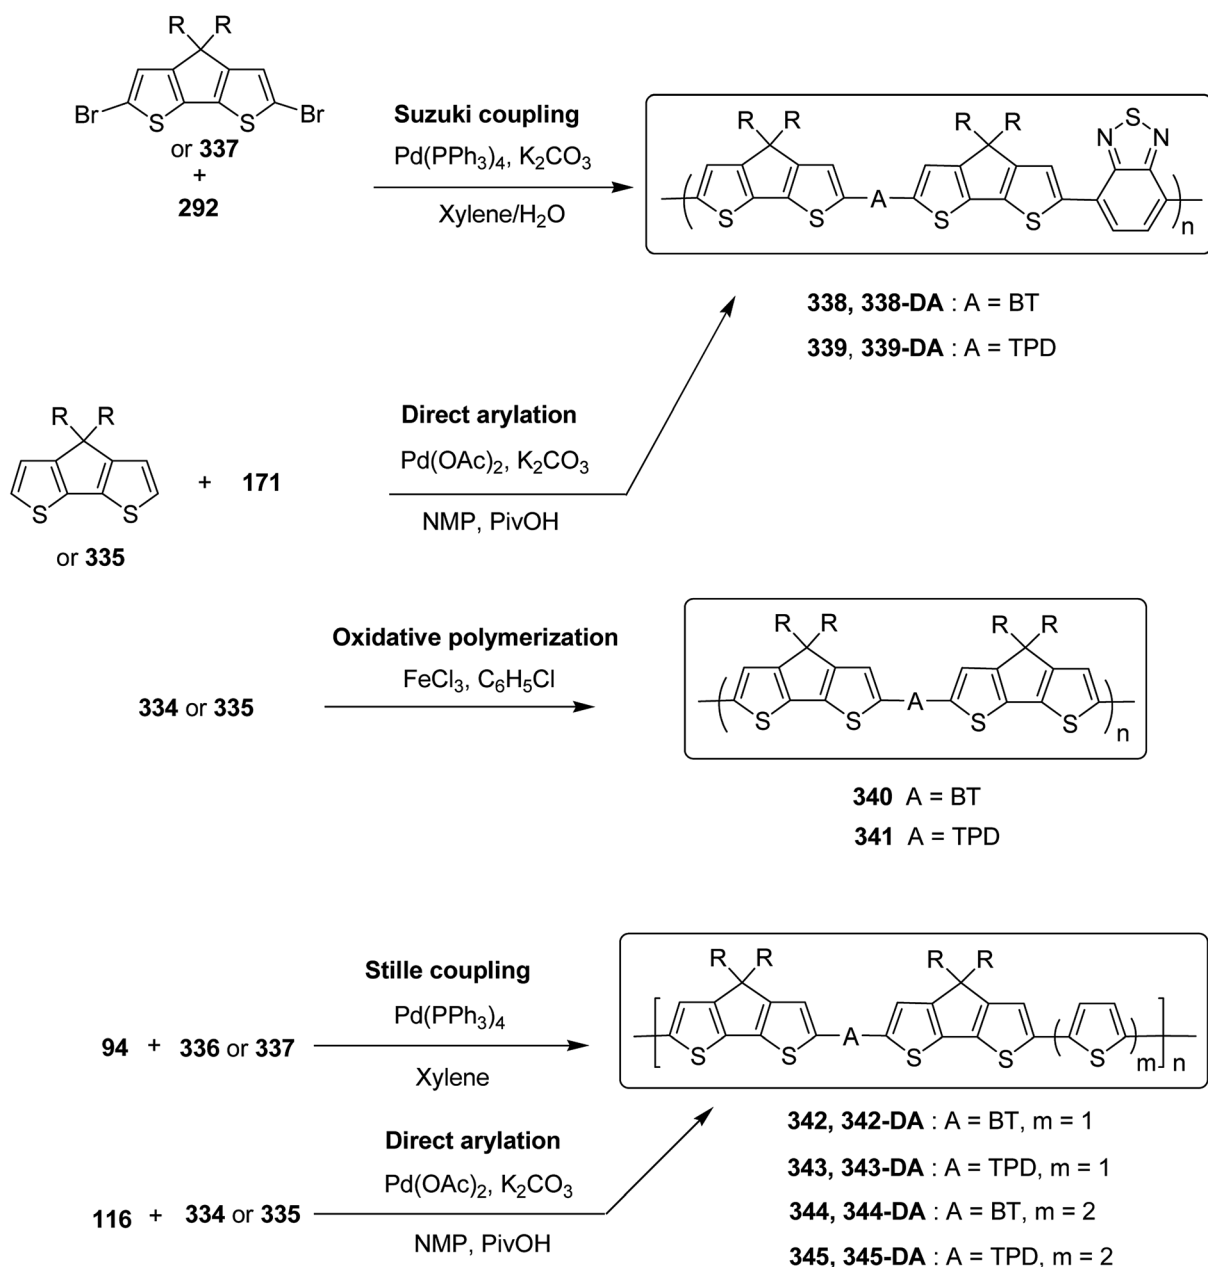 R R
Br S S Br
or 337
+
292
Suzuki coupling
Pd(PPh3)4, K2CO3
Xylene/H2O
R R R R N S N
S S A S S n
338, 338-DA : A = BT
339, 339-DA : A = TPD
R R
S S
or 335
+ 171
Direct arylation
Pd(OAc)2, K2CO3
NMP, PivOH
334 or 335
Oxidative polymerization
FeCl3, C6H5Cl
R R R R
S S A S S n
340 A = BT
341 A = TPD
94 + 336 or 337
Stille coupling
Pd(PPh3)4
Xylene
R R R R
S S A S S S m n
116 + 334 or 335
Direct arylation
Pd(OAc)2, K2CO3
NMP, PivOH
342, 342-DA : A = BT, m = 1
343, 343-DA : A = TPD, m = 1
344, 344-DA : A = BT, m = 2
345, 345-DA : A = TPD, m = 2